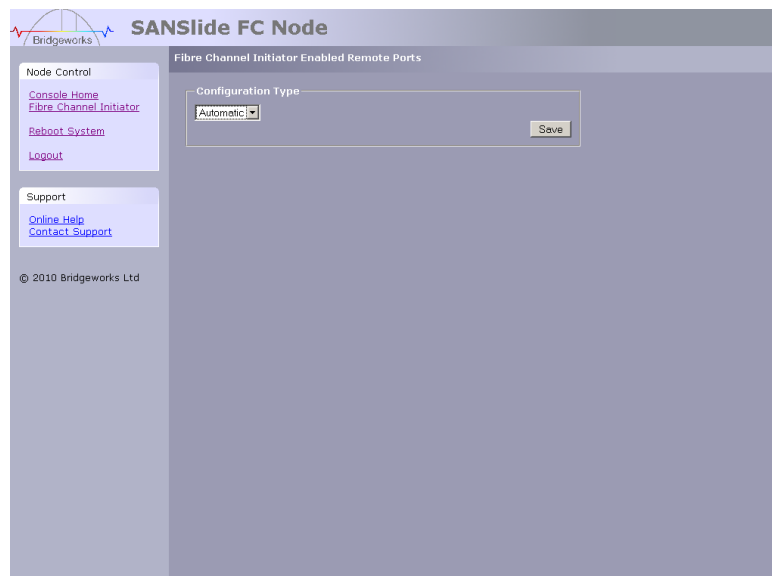 Bridgeworks
SANSlide FC Node
Fibre Channel Initiator Enabled Remote Ports
Node Control
Console Home
Fibre Channel Initiator
Reboot System
Logout
Configuration Type
Automatic
Save
Support
Online Help
Contact Support
© 2010 Bridgeworks Ltd